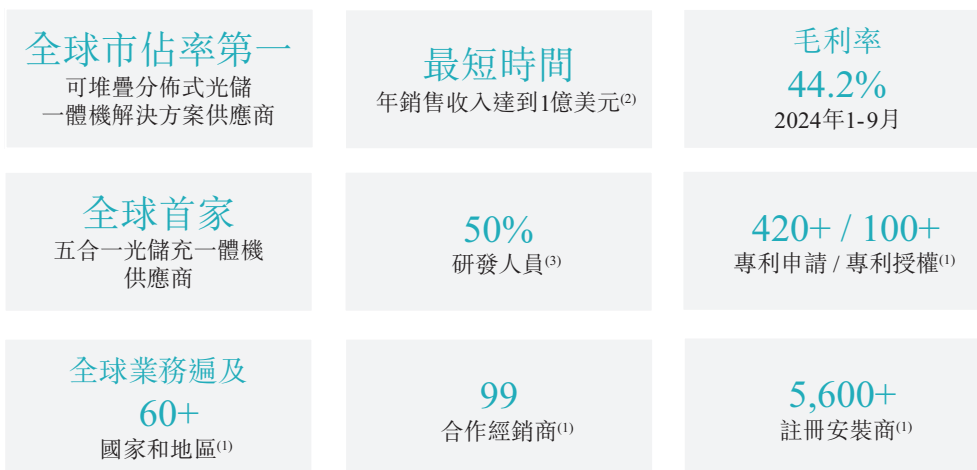 全球市佔率第一
可堆疊分佈式光儲
一體機解決方案供應商
最短時間
年銷售收入達到1億美元(2)
毛利率
44.2%
2024年1-9月
全球首家
五合一光儲充一體機
供應商
50%
研發人員(3)
420+ / 100+
專利申請 / 專利授權(1)
全球業務遍及
60+
國家和地區(1)
99
合作經銷商(1)
5,600+
註冊安裝商(1)